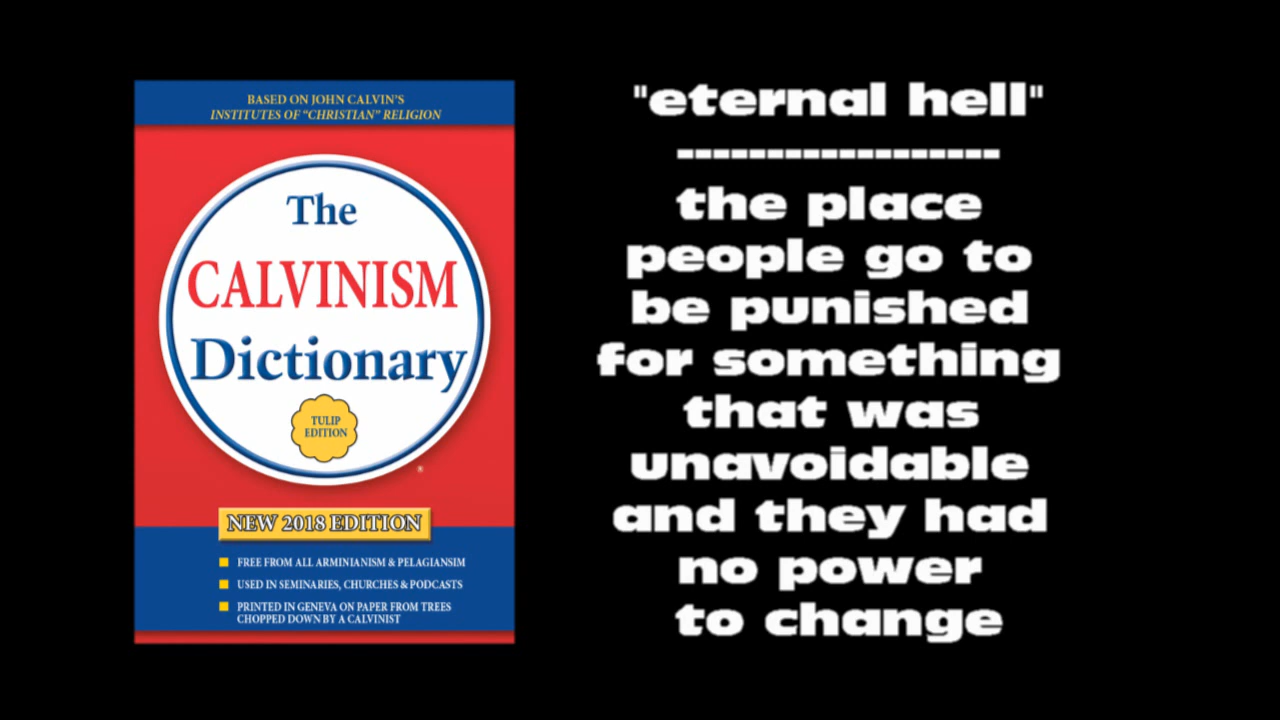 BASED ON JOHN CALVIN'S
INSTITUTES OF "CHRISTIAN" RELIGION
The
CALVINISM
Dictionary
TULIP
EDITION
®
NEW 2018 EDITION
FREE FROM ALL ARMINIANISM & PELAGIANSIM
USED IN SEMINARIES, CHURCHES & PODCASTS
PRINTED IN GENEVA ON PAPER FROM TREES
CHOPPED DOWN BY A CALVINIST
"eternal hell"
------------------
the place
people go to
be punished
for something
that was
unavoidable
and they had
no power
to change